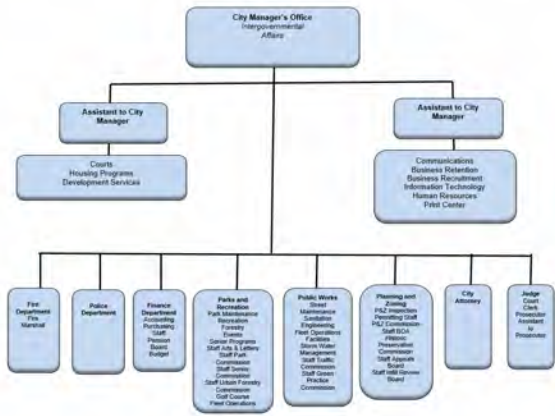 City Manager's Office
Intergovernmental
Affairs
Assistant to City
Manager
Assistant to City
Manager
Courts
Housing Programs
Development Services
Communications
Business Retention
Business Recruitment
Information Technology
Human Resources
Print Center
Fire
Department
Fire
Marshall
Police
Department
Finance
Department
Accounting
Purchasing
Staff
Pension
Board
Budget
Parks and
Recreation
Park Maintenance
Recreation
Forestry
Events
Senior Programs
Staff Arts & Letters
Staff Park
Commission
Staff Senior
Commission
Staff Urban Forestry
Commission
Golf Course
Fleet Operations
Public Works
Street
Maintenance
Sanitation
Engineering
Fleet Operations
Facilities
Storm Water
Management
Staff Traffic
Commission
Staff Green
Practice
Commission
Planning and
Zoning
P&Z Inspection
Permitting Staff
P&Z Commission
Staff BOA
Historic
Preservation
Commission
Staff Appeals
Board
Staff Infill Review
Board
City
Attorney
Judge
Court
Clerk
Prosecutor
Assistant
to
Prosecutor